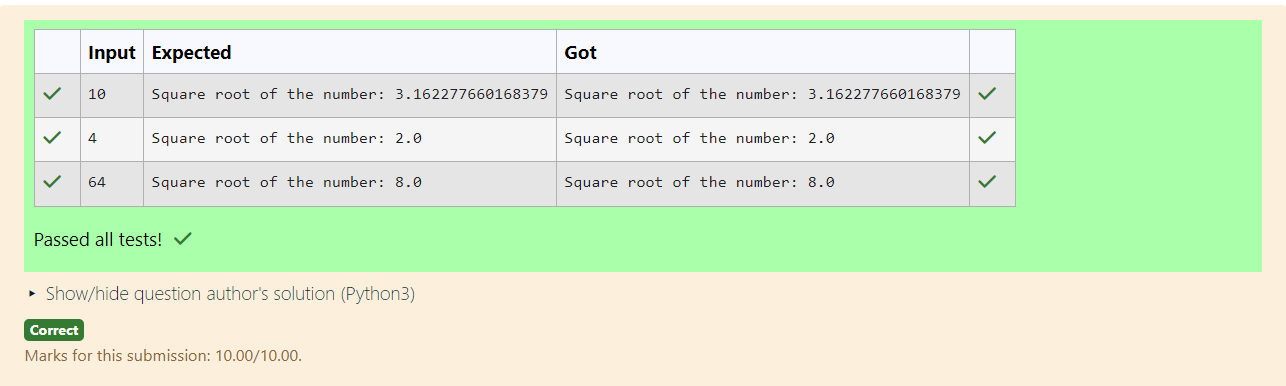 Input Expected Got
10 Square root of the number: 3.162277660168379 Square root of the number: 3.162277660168379
4 Square root of the number: 2.0 Square root of the number: 2.0
64 Square root of the number: 8.0 Square root of the number: 8.0
Passed all tests!
Show/hide question author's solution (Python3)
Correct
Marks for this submission: 10.00/10.00.